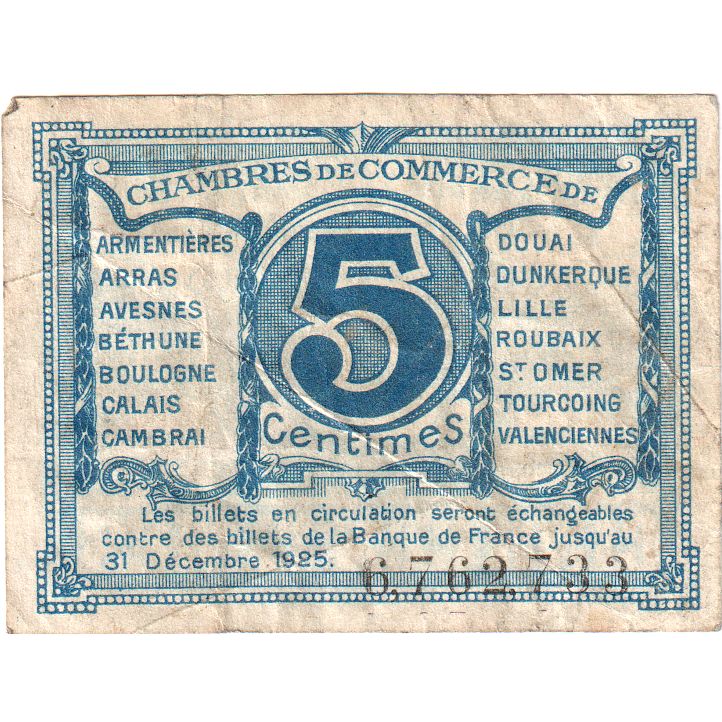 CHAMBRES DE COMMERCE DE
ARMENTIÈRES
ARRAS
AVESNES
BÉTHUNE
BOULOGNE
CALAIS
CAMBRAI
5
Centimes
DOUAI
DUNKERQUE
LILLE
ROUBAIX
ST OMER
TOURCOING
VALENCIENNES
Les billets en circulation seront échangeables
contre des billets de la Banque de France jusqu'au
31 Décembre 1925.
6,762,733